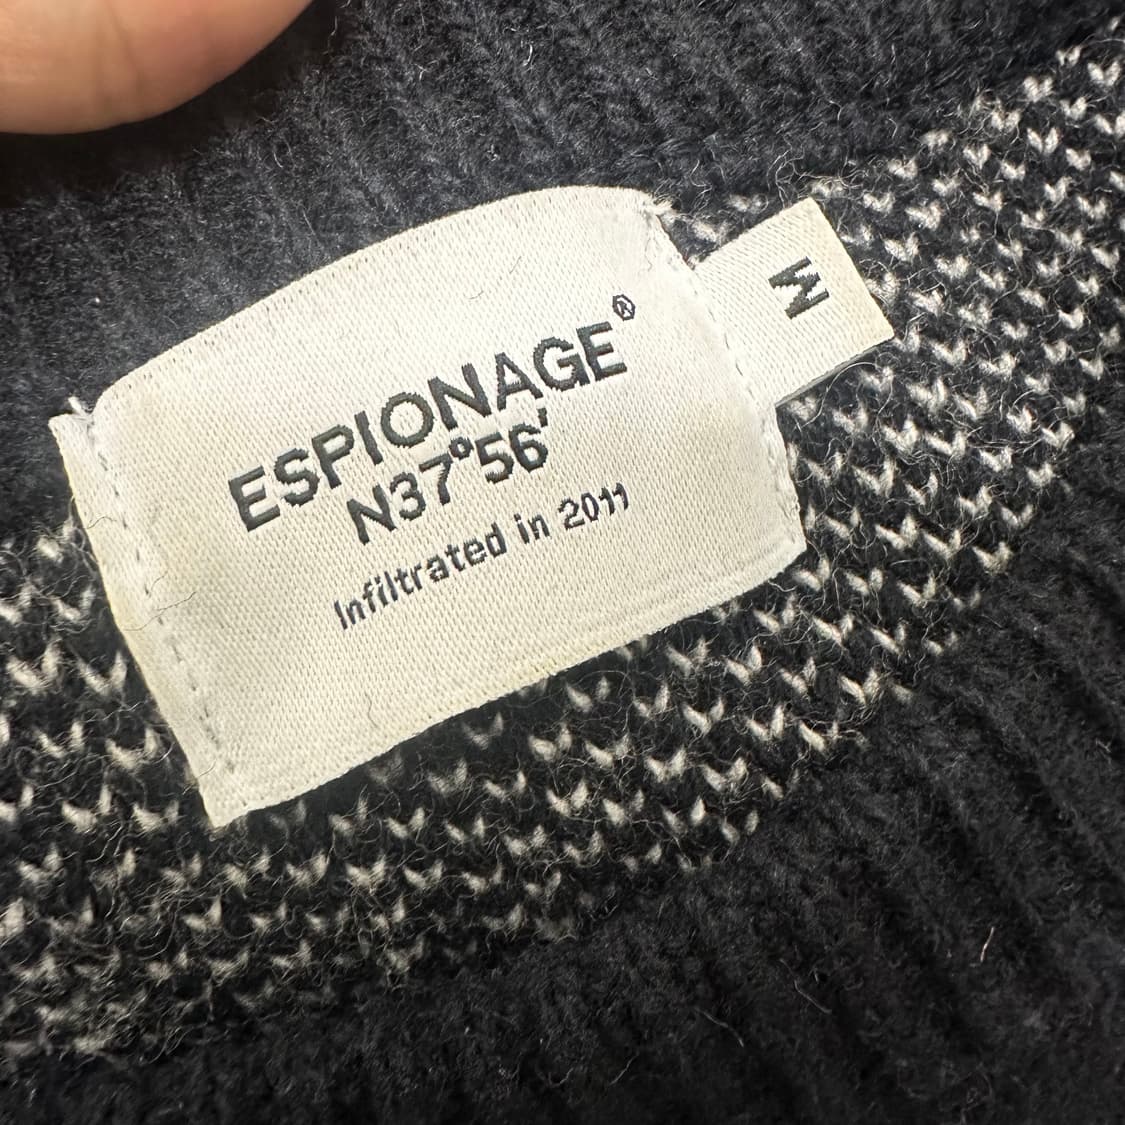 ESPIONAGE®
N37°56'
Infiltrated in 2011
M